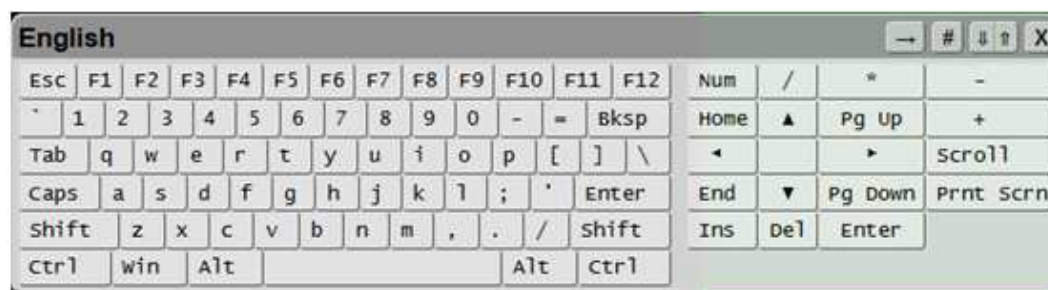 English → # ⇓⇑ X
Esc F1 F2 F3 F4 F5 F6 F7 F8 F9 F10 F11 F12 Num / * -
` 1 2 3 4 5 6 7 8 9 0 - = Bksp Home ▲ Pg Up +
Tab q w e r t y u i o p [ ] \ ◄ ► Scroll
Caps a s d f g h j k l ; ' Enter End ▼ Pg Down Prnt Scrn
Shift z x c v b n m , . / Shift Ins Del Enter
Ctrl Win Alt Alt Ctrl